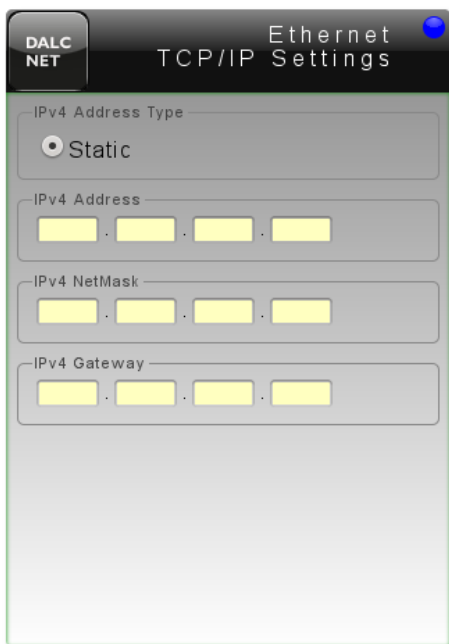 DALC
NET
Ethernet
TCP/IP Settings
IPv4 Address Type
Static
IPv4 Address
. . .
IPv4 NetMask
. . .
IPv4 Gateway
. . .